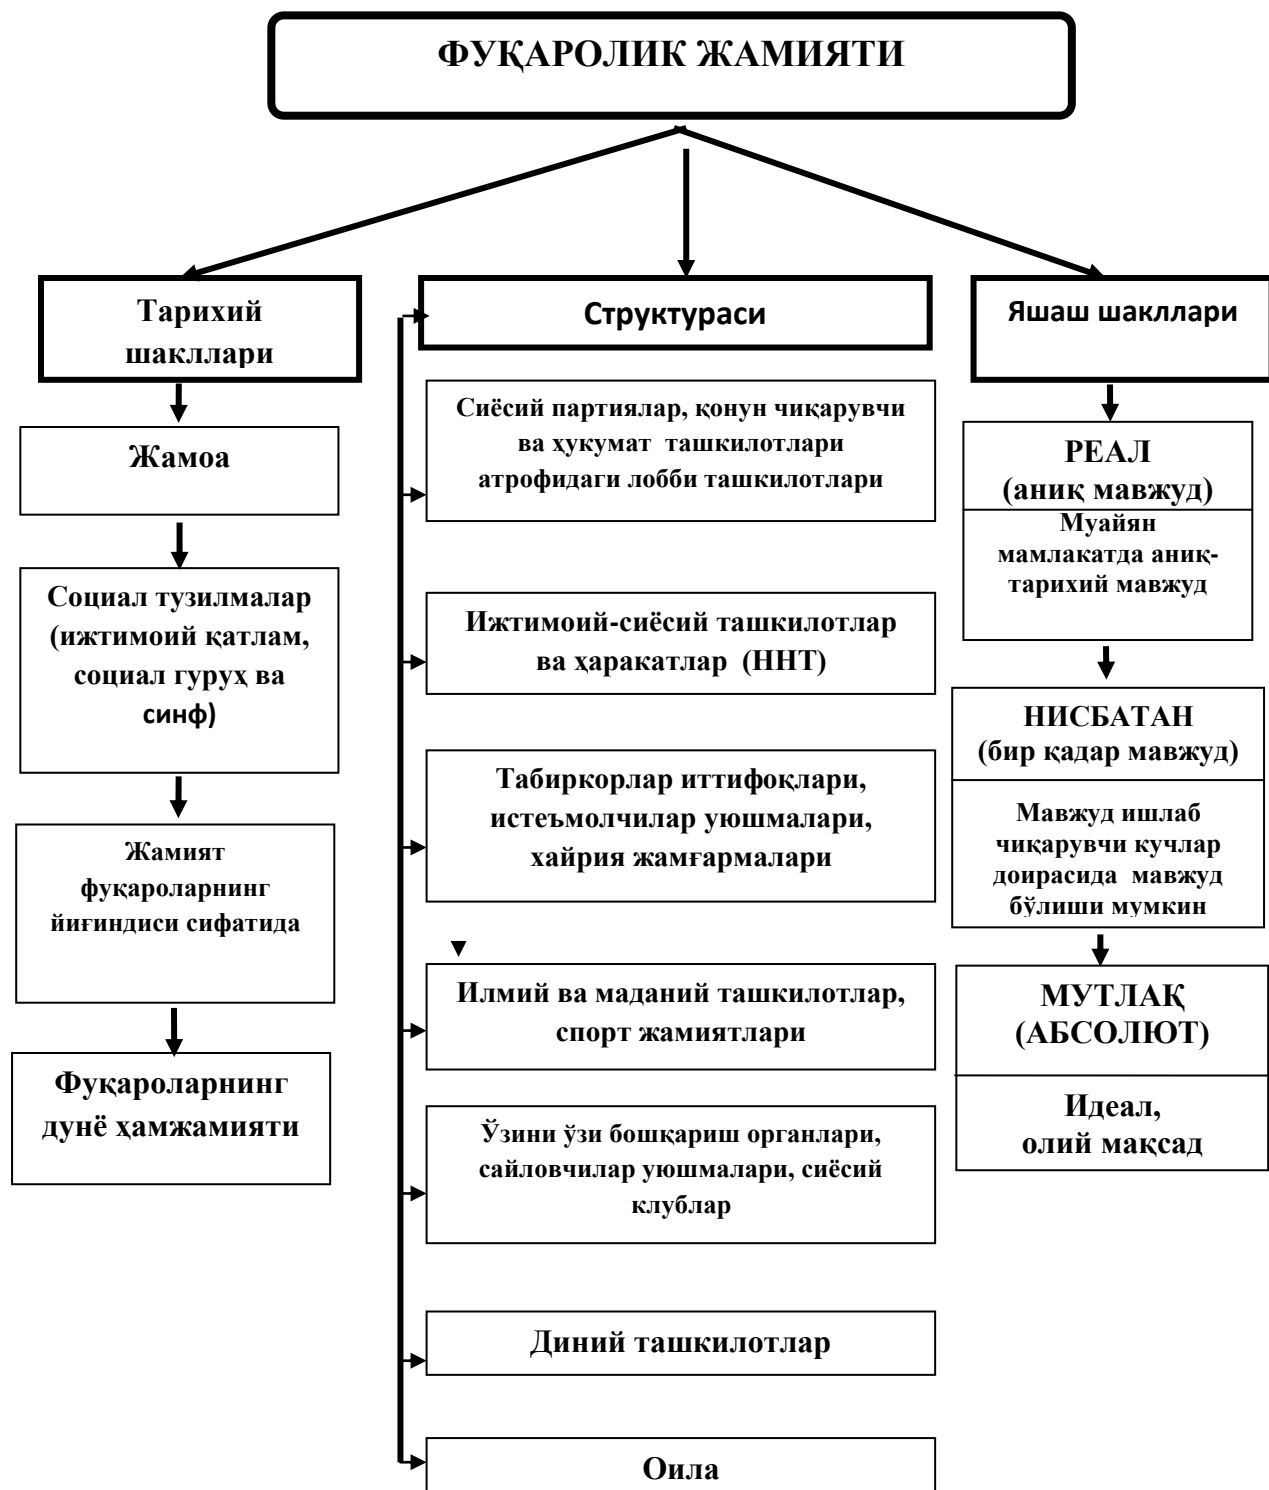 ФУҚАРОЛИК ЖАМИЯТИ
Тарихий
шакллари
Жамоа
Социал тузилмалар
(ижтимоий қатлам,
социал гуруҳ ва
синф)
Жамият
фуқароларнинг
йиғиндиси сифатида
Фуқароларнинг
дунё ҳамжамияти
Структураси
Сиёсий партиялар, қонун чиқарувчи
ва ҳукумат ташкилотлари
атрофидаги лобби ташкилотлари
Ижтимоий-сиёсий ташкилотлар
ва ҳаракатлар (ННТ)
Табиркорлар иттифоқлари,
истеъмолчилар уюшмалари,
хайрия жамғармалари
Илмий ва маданий ташкилотлар,
спорт жамиятлари
Ўзини ўзи бошқариш органлари,
сайловчилар уюшмалари, сиёсий
клублар
Диний ташкилотлар
Оила
Яшаш шакллари
РЕАЛ
(аниқ мавжуд)
Муайян
мамлакатда аниқ-
тарихий мавжуд
НИСБАТАН
(бир қадар мавжуд)
Мавжуд ишлаб
чиқарувчи кучлар
доирасида мавжуд
бўлиши мумкин
МУТЛАҚ
(АБСОЛЮТ)
Идеал,
олий мақсад